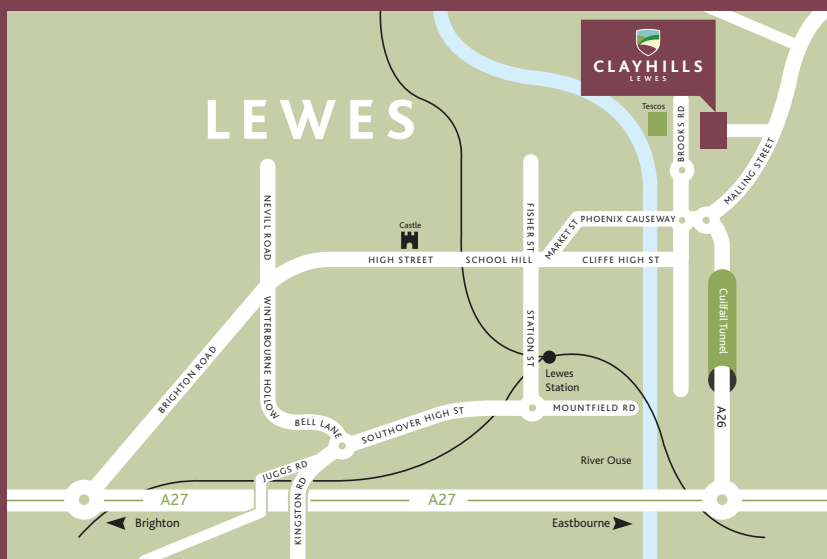 CLAYHILLS
LEWES
Tescos
BROOKS RD
LEWES
MALLING STREET
NEVILL ROAD
FISHER ST
MARKET ST
PHOENIX CAUSEWAY
Castle
HIGH STREET
SCHOOL HILL
CLIFFE HIGH ST
Cuilfail Tunnel
WINTERBOURNE HOLLOW
STATION ST
BRIGHTON ROAD
Lewes
Station
BELL LANE
SOUTHOVER HIGH ST
MOUNTFIELD RD
A26
JUGGS RD
River Ouse
KINGSTON RD
A27
A27
Brighton
Eastbourne